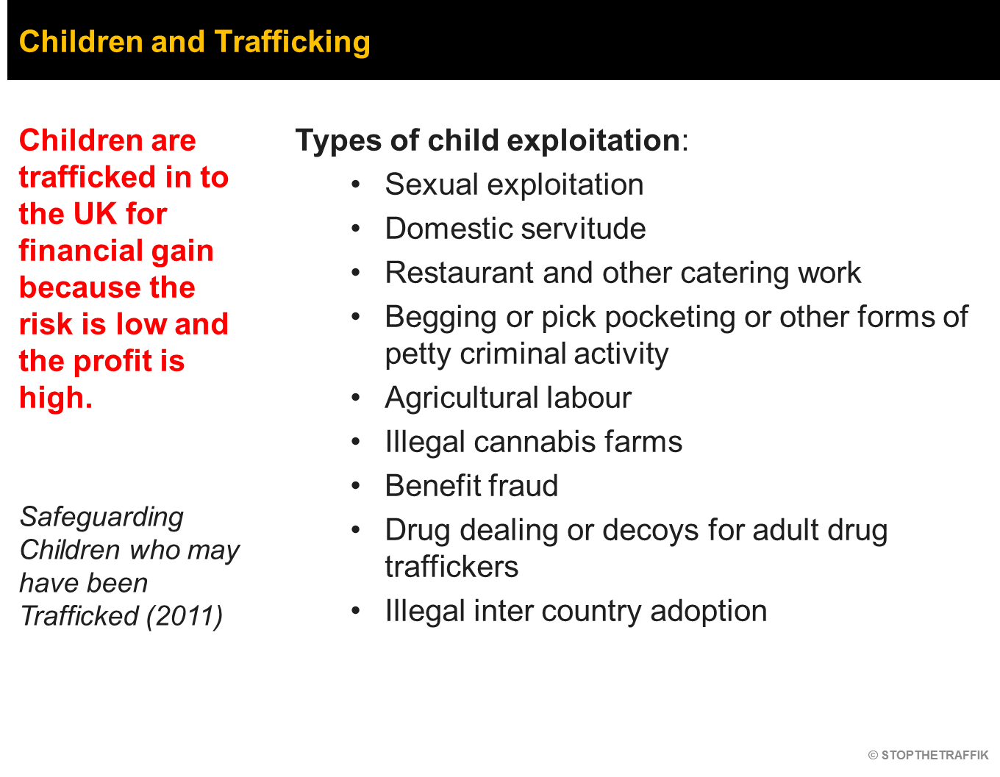 Children and Trafficking
Children are
trafficked in to
the UK for
financial gain
because the
risk is low and
the profit is
high.
Safeguarding
Children who may
have been
Trafficked (2011)
Types of child exploitation:
• Sexual exploitation
• Domestic servitude
• Restaurant and other catering work
• Begging or pick pocketing or other forms of
petty criminal activity
• Agricultural labour
• Illegal cannabis farms
• Benefit fraud
• Drug dealing or decoys for adult drug
traffickers
• Illegal inter country adoption
© STOPTHETRAFFIK